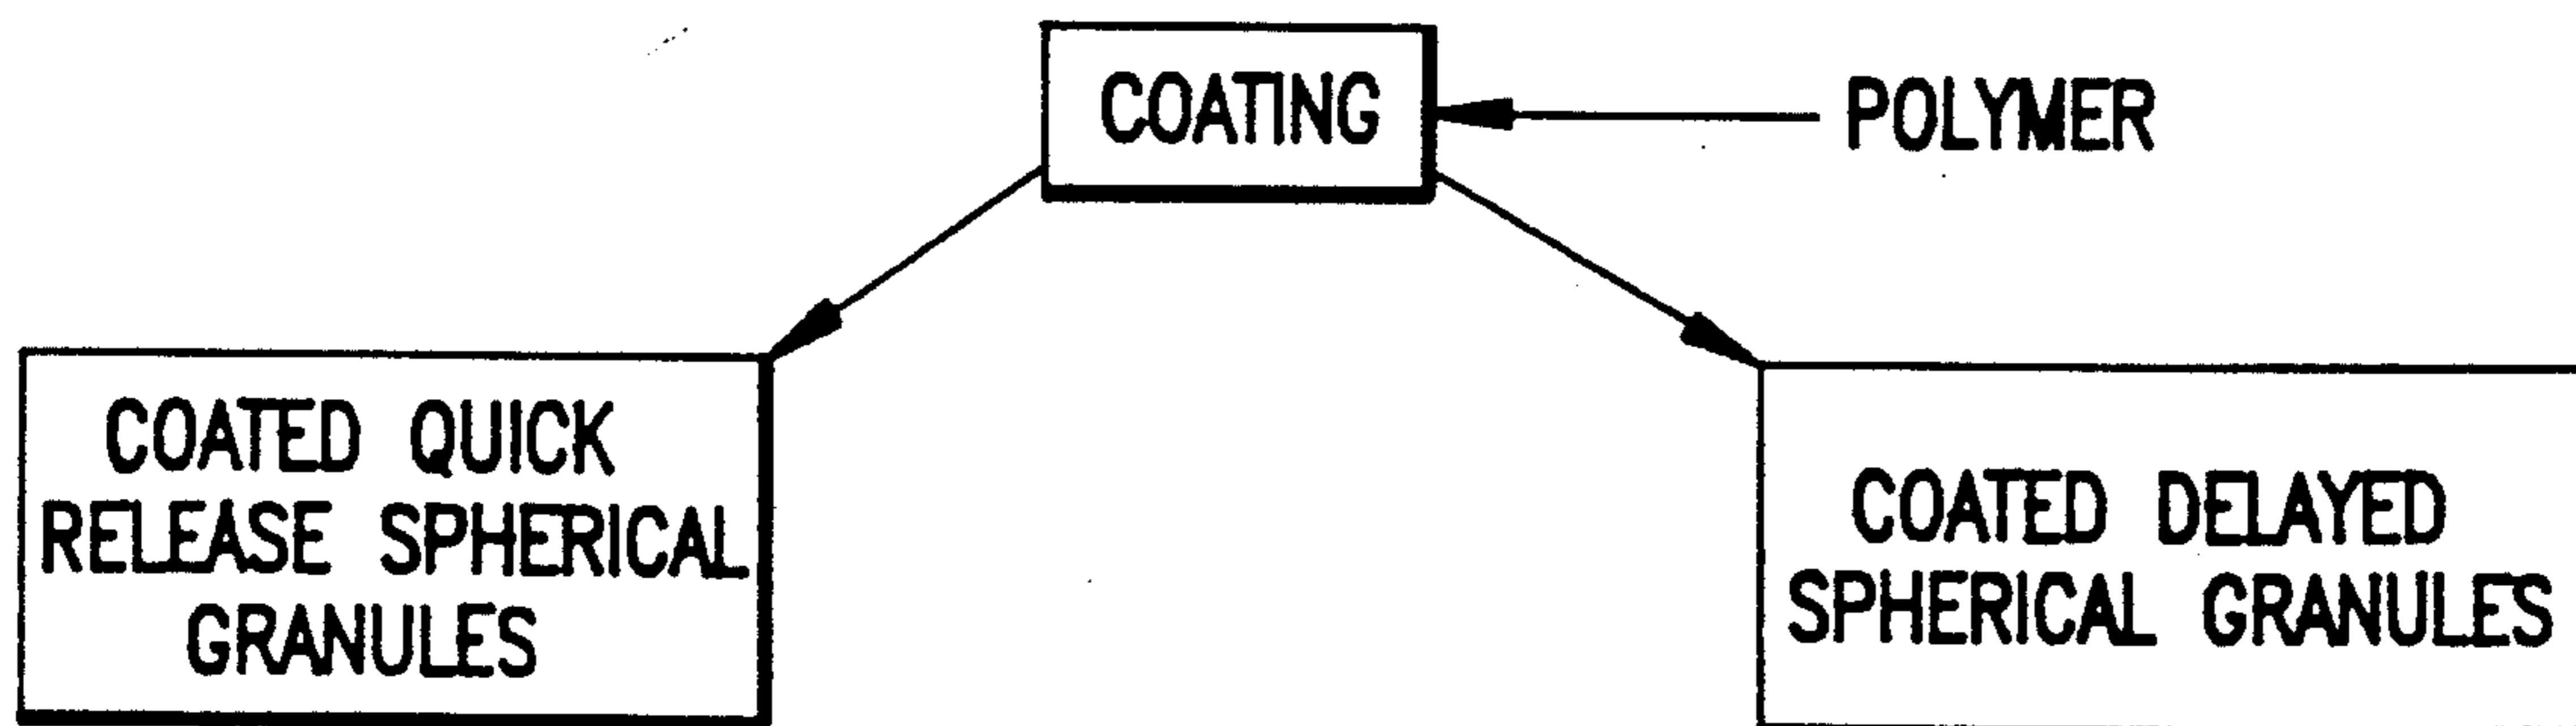 COATING
POLYMER
COATED QUICK
RELEASE SPHERICAL
GRANULES
COATED DELAYED
SPHERICAL GRANULES